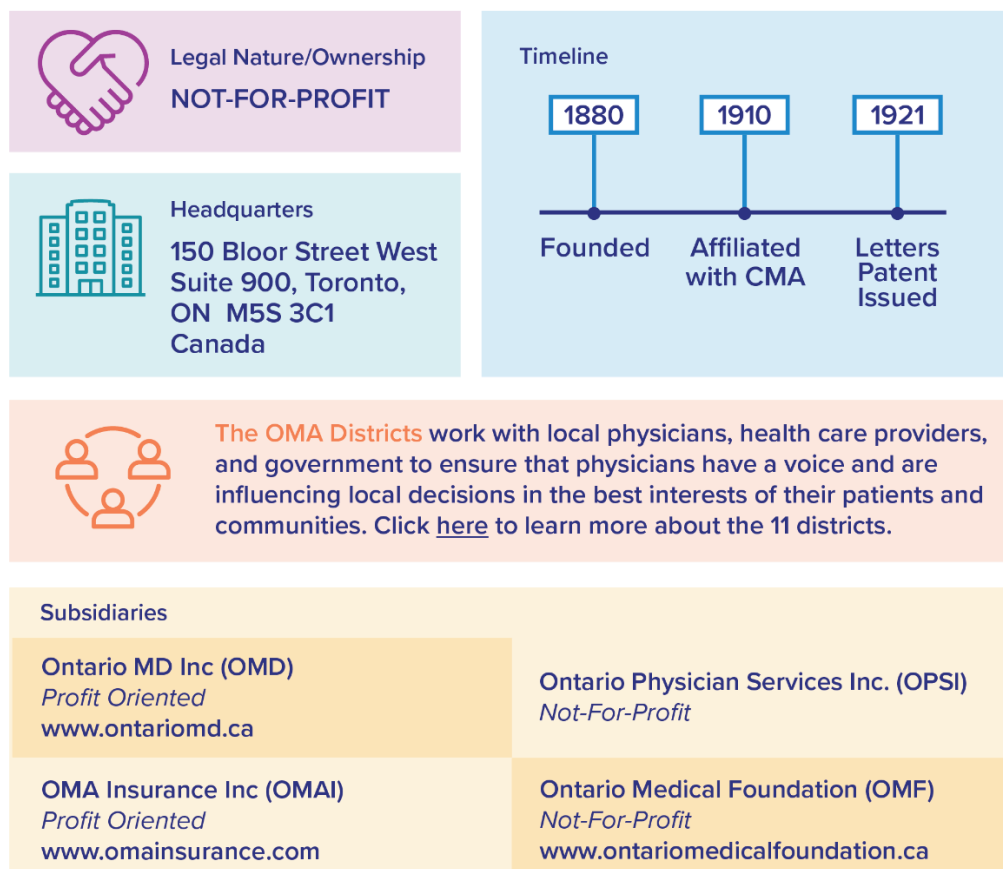 Legal Nature/Ownership
NOT-FOR-PROFIT
Headquarters
150 Bloor Street West
Suite 900, Toronto,
ON  M5S 3C1
Canada
Timeline
1880
1910
1921
Founded
Affiliated
with CMA
Letters
Patent
Issued
The OMA Districts work with local physicians, health care providers,
and government to ensure that physicians have a voice and are
influencing local decisions in the best interests of their patients and
communities. Click here to learn more about the 11 districts.
Subsidiaries
Ontario MD Inc (OMD)
Profit Oriented
www.ontariomd.ca
Ontario Physician Services Inc. (OPSI)
Not-For-Profit
OMA Insurance Inc (OMAI)
Profit Oriented
www.omainsurance.com
Ontario Medical Foundation (OMF)
Not-For-Profit
www.ontariomedicalfoundation.ca